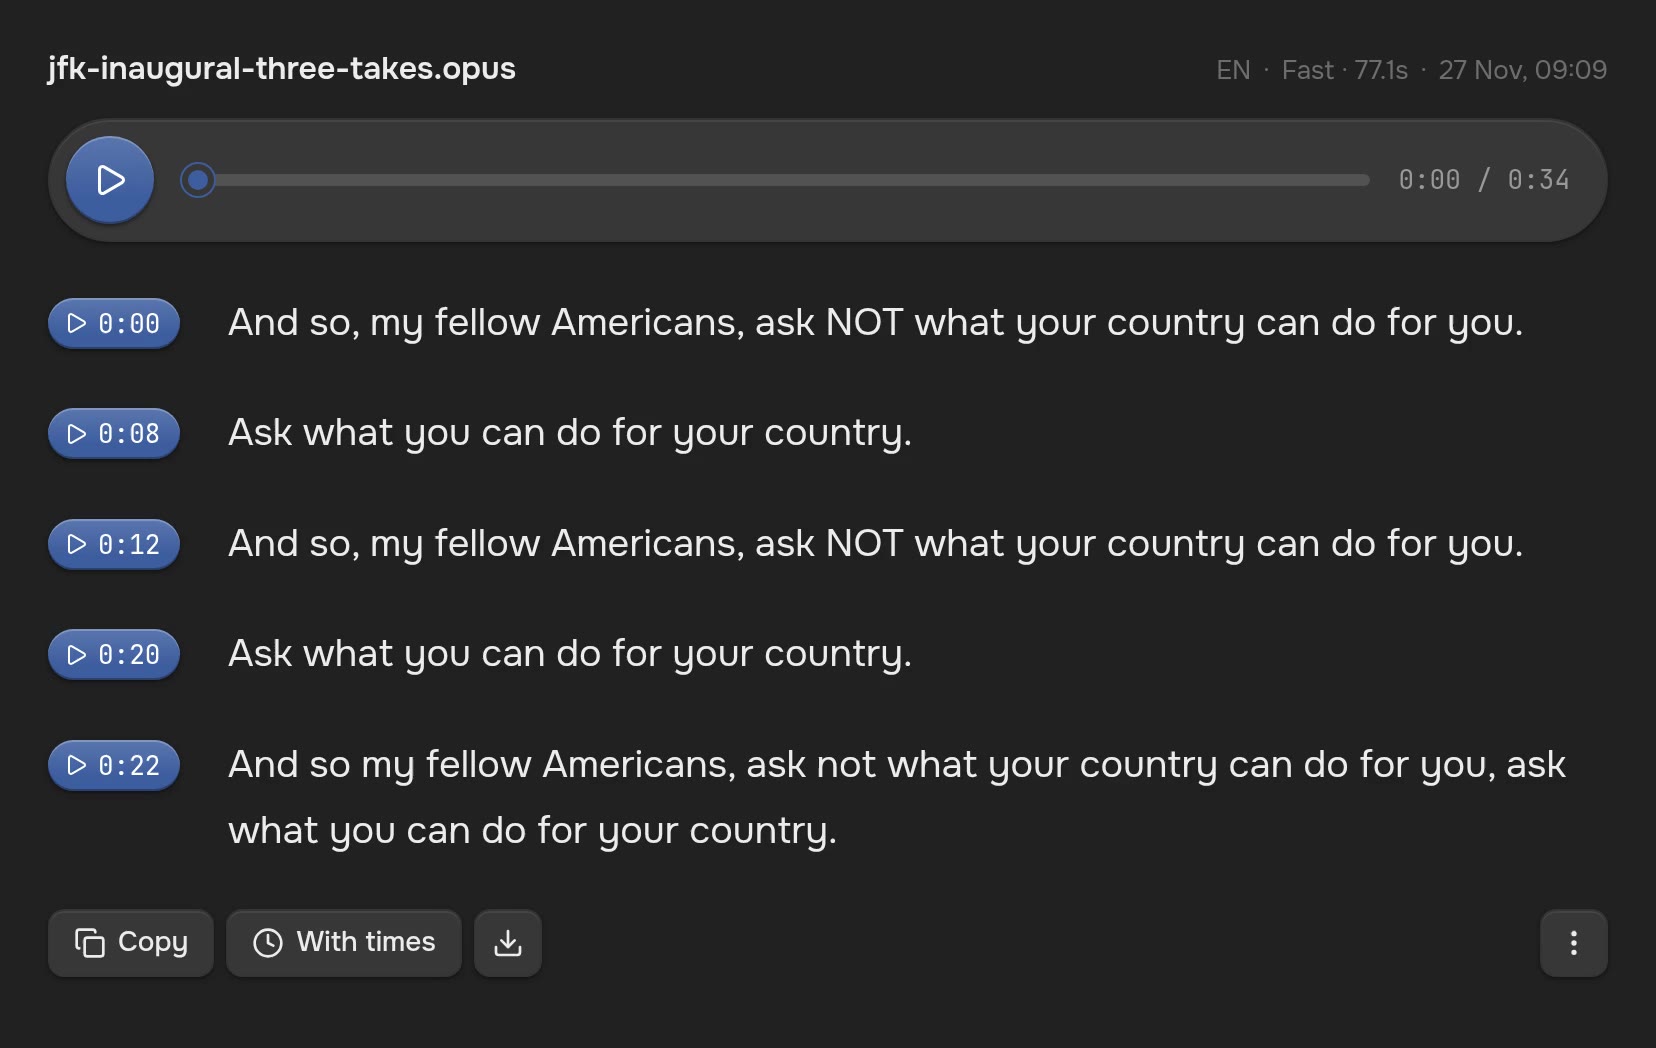 jfk-inaugural-three-takes.opus
EN · Fast · 77.1s · 27 Nov, 09:09
0:00 / 0:34
0:00 And so, my fellow Americans, ask NOT what your country can do for you.
0:08 Ask what you can do for your country.
0:12 And so, my fellow Americans, ask NOT what your country can do for you.
0:20 Ask what you can do for your country.
0:22 And so my fellow Americans, ask not what your country can do for you, ask
what you can do for your country.
Copy With times